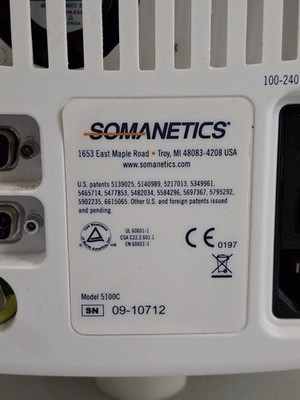 100-240
SOMANETICS®
1653 East Maple Road • Troy, MI 48083-4208 USA
www.somanetics.com
U.S. patents 5139025, 5140989, 5217013, 5349961,
5465714, 5477853, 5482034, 5584296, 5697367, 5795292,
5902235, 6615065. Other U.S. and foreign patents issued
and pending.
UL 60601-1
CSA C22.2.601.1
EN 60601-1
CE 0197
Model 5100C
SN 09-10712